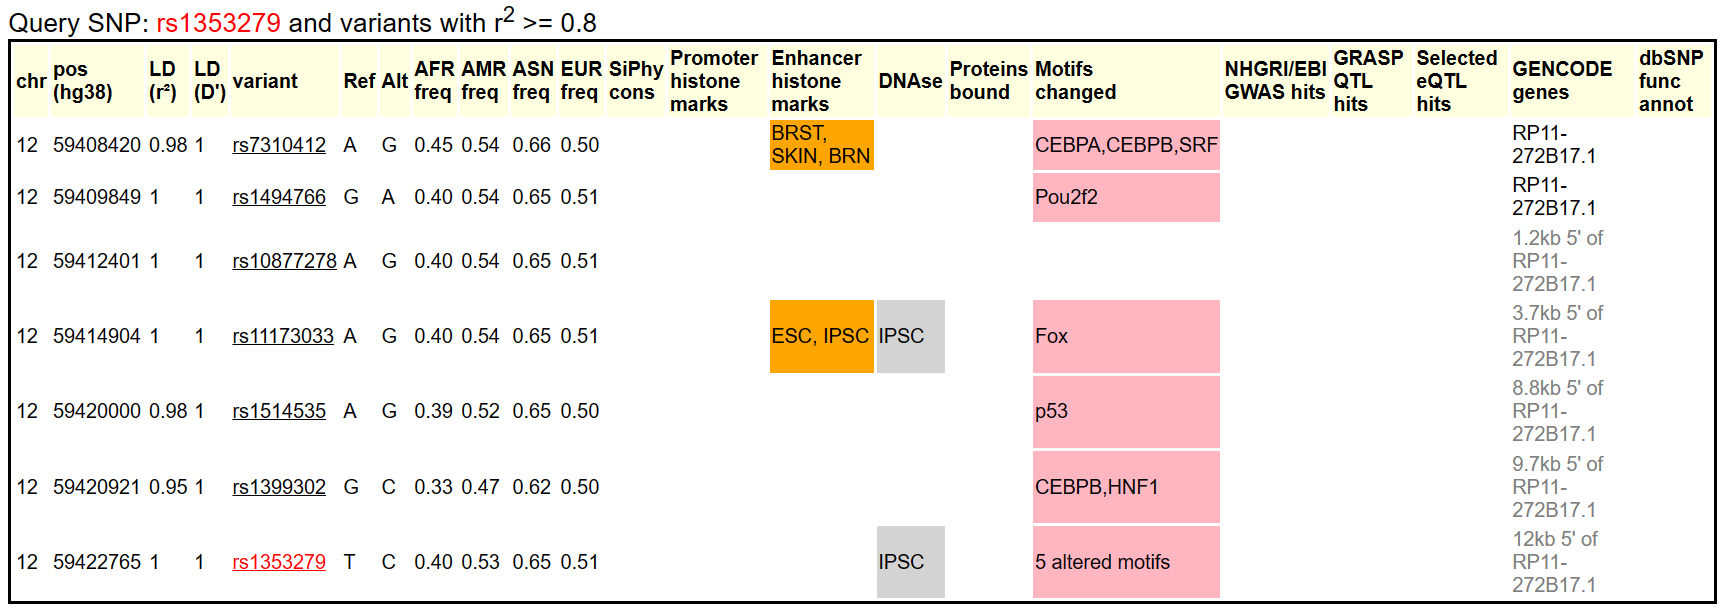 Query SNP: rs1353279 and variants with r2 >= 0.8
chr pos (hg38) LD (r²) LD (D') variant Ref Alt AFR freq AMR freq ASN freq EUR freq SiPhy cons Promoter histone marks Enhancer histone marks DNAse Proteins bound Motifs changed NHGRI/EBI GWAS hits GRASP QTL hits Selected eQTL hits GENCODE genes dbSNP func annot
12 59408420 0.98 1 rs7310412 A G 0.45 0.54 0.66 0.50 BRST, SKIN, BRN CEBPA,CEBPB,SRF RP11-272B17.1
12 59409849 1 1 rs1494766 G A 0.40 0.54 0.65 0.51 Pou2f2 RP11-272B17.1
12 59412401 1 1 rs10877278 A G 0.40 0.54 0.65 0.51 1.2kb 5' of RP11-272B17.1
12 59414904 1 1 rs11173033 A G 0.40 0.54 0.65 0.51 ESC, IPSC IPSC Fox 3.7kb 5' of RP11-272B17.1
12 59420000 0.98 1 rs1514535 A G 0.39 0.52 0.65 0.50 p53 8.8kb 5' of RP11-272B17.1
12 59420921 0.95 1 rs1399302 G C 0.33 0.47 0.62 0.50 CEBPB,HNF1 9.7kb 5' of RP11-272B17.1
12 59422765 1 1 rs1353279 T C 0.40 0.53 0.65 0.51 IPSC 5 altered motifs 12kb 5' of RP11-272B17.1